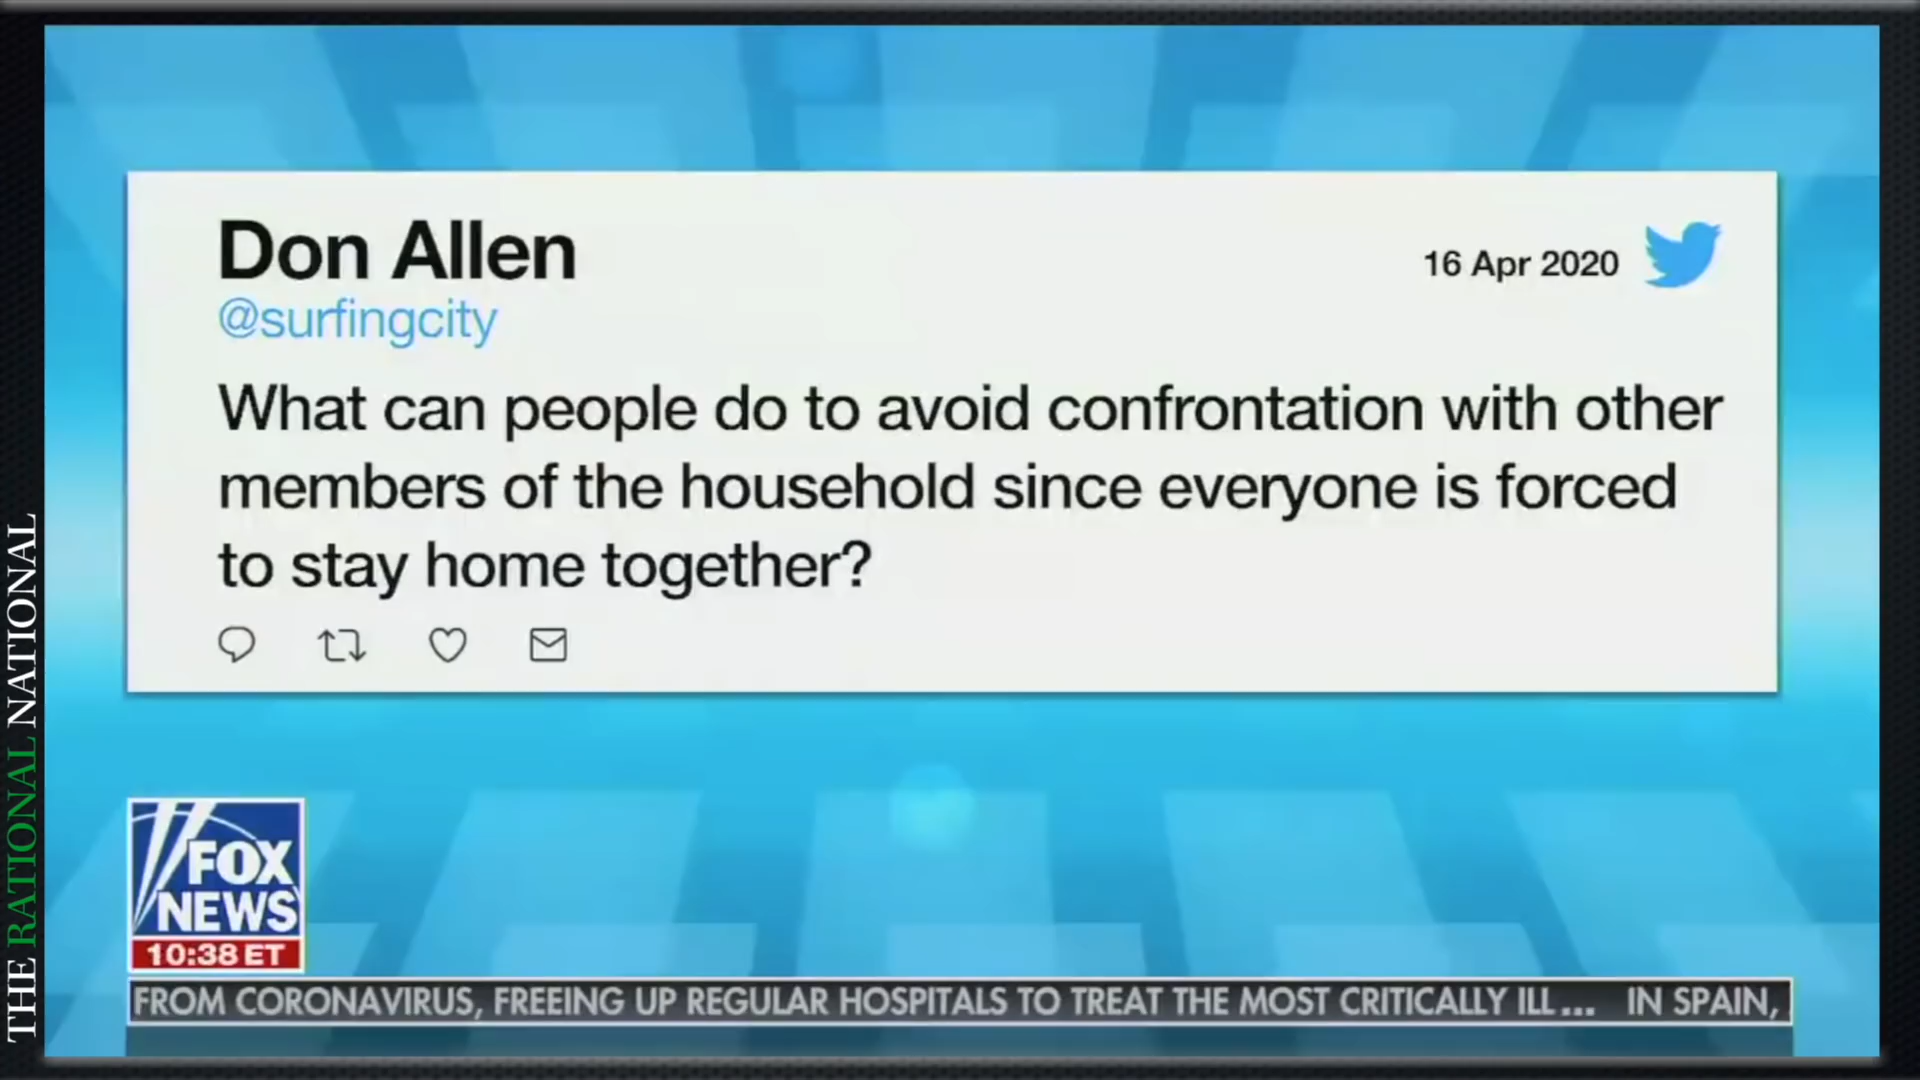 Don Allen
@surfingcity
16 Apr 2020
What can people do to avoid confrontation with other
members of the household since everyone is forced
to stay home together?
FOX
NEWS
10:38 ET
FROM CORONAVIRUS, FREEING UP REGULAR HOSPITALS TO TREAT THE MOST CRITICALLY ILL... IN SPAIN,
THE RATIONAL NATIONAL